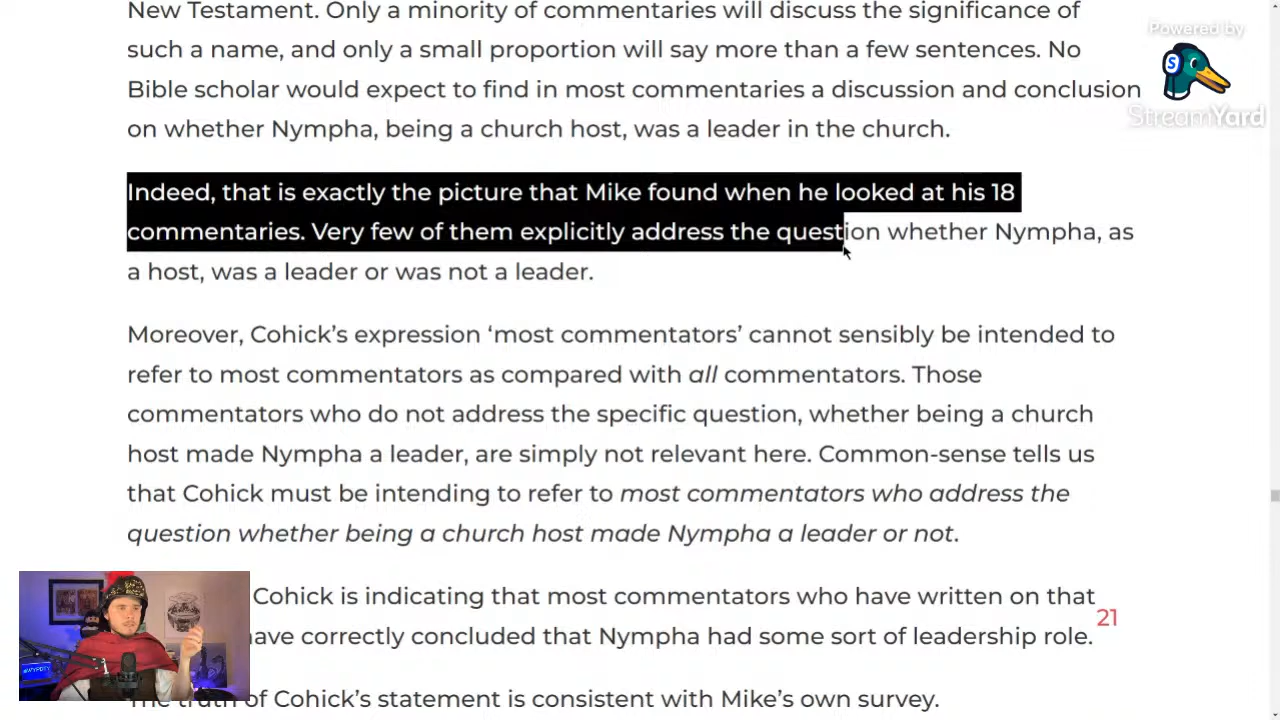 New Testament. Only a minority of commentaries will discuss the significance of
such a name, and only a small proportion will say more than a few sentences. No
Bible scholar would expect to find in most commentaries a discussion and conclusion
on whether Nympha, being a church host, was a leader in the church.
Powered by
StreamYard
Indeed, that is exactly the picture that Mike found when he looked at his 18
commentaries. Very few of them explicitly address the question whether Nympha, as
a host, was a leader or was not a leader.
Moreover, Cohick’s expression ‘most commentators’ cannot sensibly be intended to
refer to most commentators as compared with all commentators. Those
commentators who do not address the specific question, whether being a church
host made Nympha a leader, are simply not relevant here. Common-sense tells us
that Cohick must be intending to refer to most commentators who address the
question whether being a church host made Nympha a leader or not.
Cohick is indicating that most commentators who have written on that
have correctly concluded that Nympha had some sort of leadership role. 21
The truth of Cohick’s statement is consistent with Mike’s own survey.